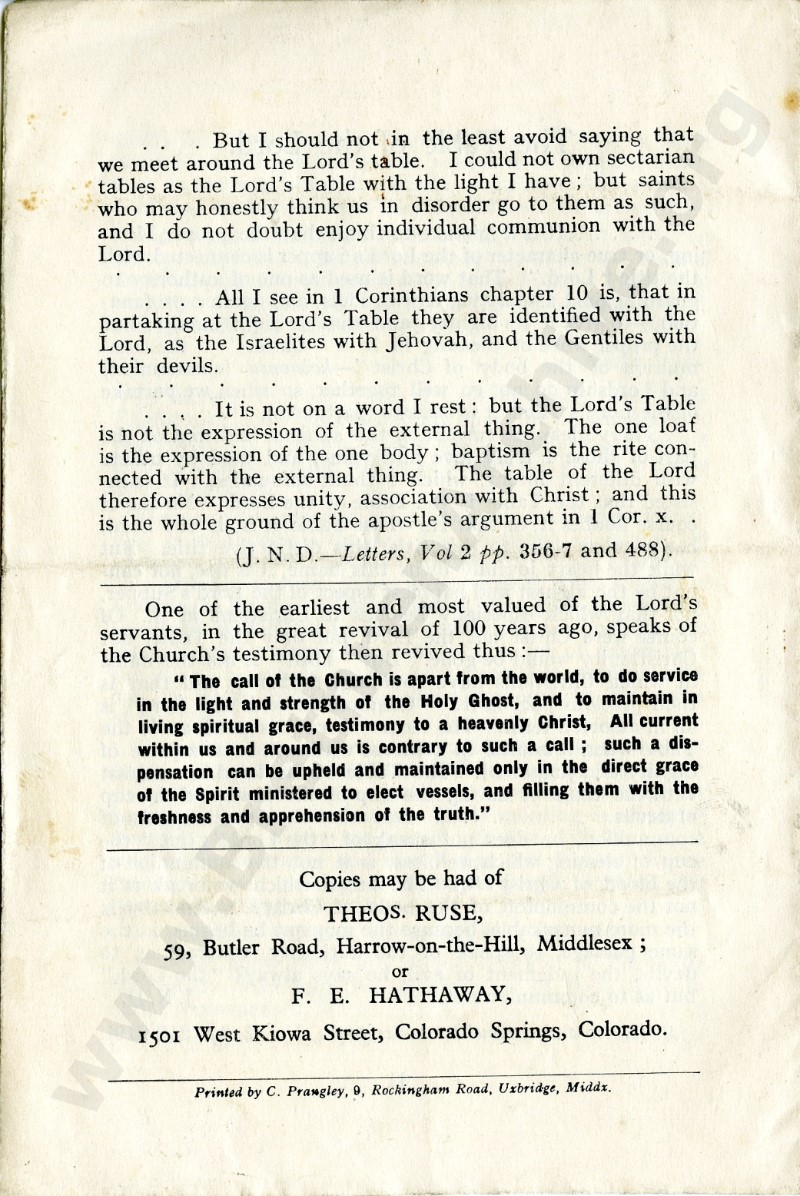 . . . But I should not in the least avoid saying that
we meet around the Lord's table. I could not own sectarian
tables as the Lord's Table with the light I have ; but saints
who may honestly think us in disorder go to them as such,
and I do not doubt enjoy individual communion with the
Lord.
. . . . . . . . . . . .
. . . . All I see in 1 Corinthians chapter 10 is, that in
partaking at the Lord's Table they are identified with the
Lord, as the Israelites with Jehovah, and the Gentiles with
their devils.
. . . . . . . . . . . .
. . . . It is not on a word I rest : but the Lord's Table
is not the expression of the external thing. The one loaf
is the expression of the one body ; baptism is the rite con-
nected with the external thing. The table of the Lord
therefore expresses unity, association with Christ ; and this
is the whole ground of the apostle's argument in 1 Cor. x. .
(J. N. D.—Letters, Vol 2 pp. 356-7 and 488).
One of the earliest and most valued of the Lord's
servants, in the great revival of 100 years ago, speaks of
the Church's testimony then revived thus :—
" The call of the Church is apart from the world, to do service
in the light and strength of the Holy Ghost, and to maintain in
living spiritual grace, testimony to a heavenly Christ, All current
within us and around us is contrary to such a call ; such a dis-
pensation can be upheld and maintained only in the direct grace
of the Spirit ministered to elect vessels, and filling them with the
freshness and apprehension of the truth."
Copies may be had of
THEOS. RUSE,
59, Butler Road, Harrow-on-the-Hill, Middlesex ;
or
F. E. HATHAWAY,
1501 West Kiowa Street, Colorado Springs, Colorado.
Printed by C. Prangley, 9, Rockingham Road, Uxbridge, Middx.